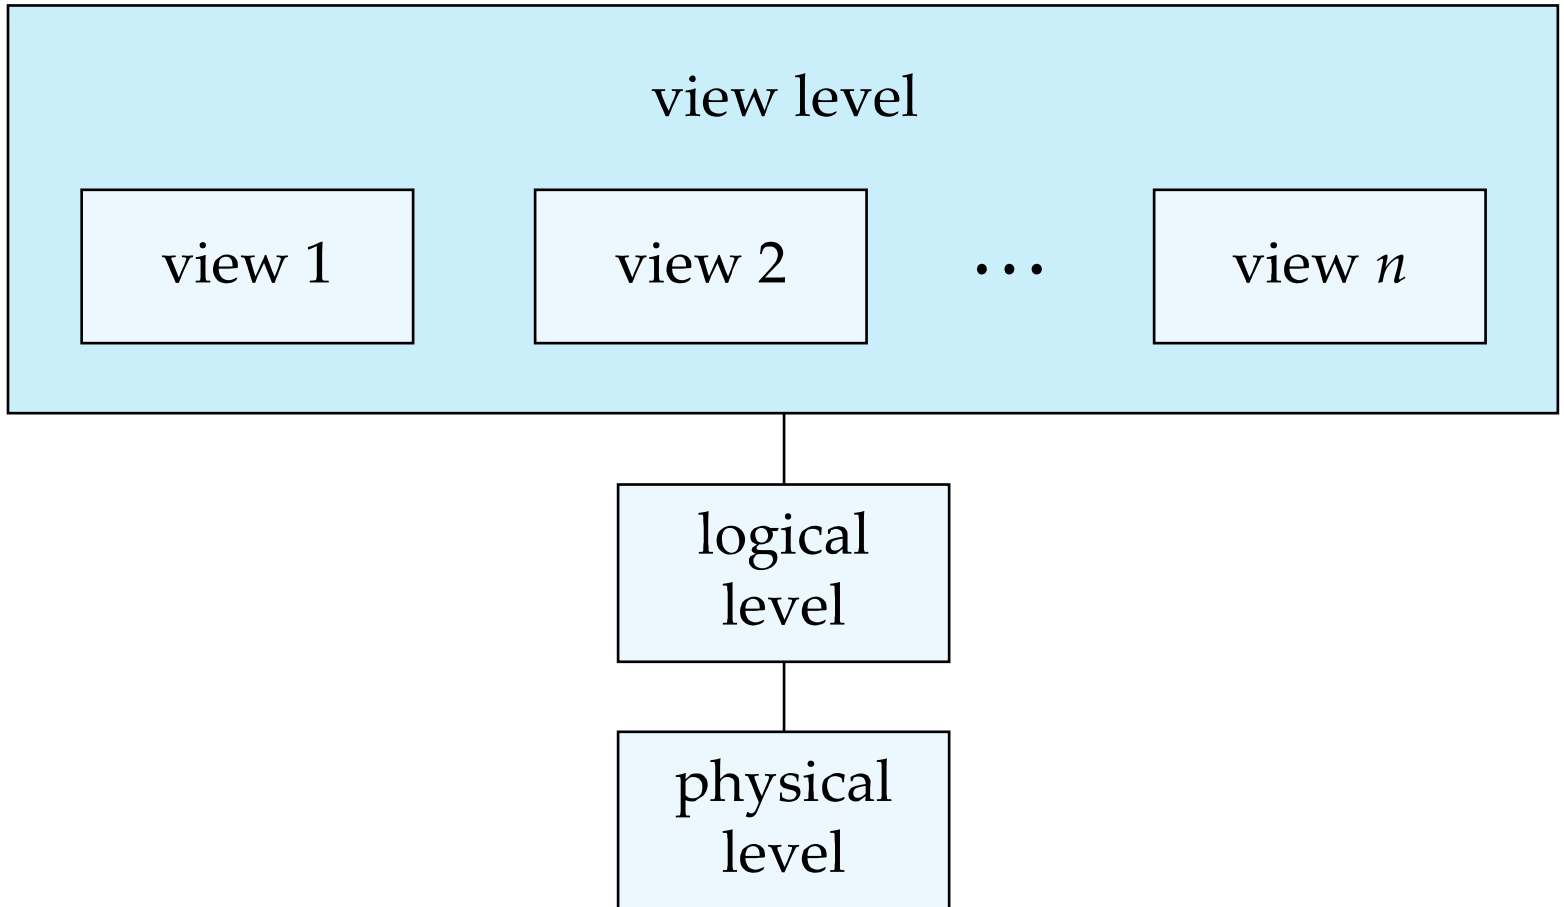 view level
view 1
view 2
...
view n
logical
level
physical
level